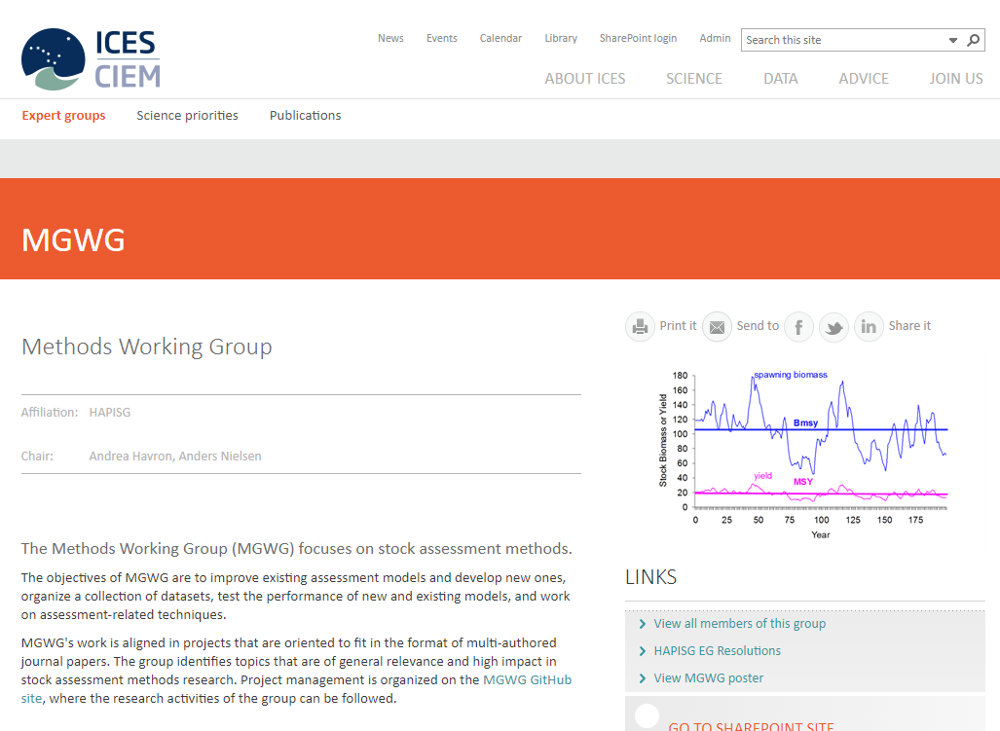 ICES
CIEM
News Events Calendar Library SharePoint login Admin Search this site
ABOUT ICES SCIENCE DATA ADVICE JOIN US
Expert groups Science priorities Publications
MGWG
Print it Send to f in Share it
Methods Working Group
Affiliation: HAPISG
Chair: Andrea Havron, Anders Nielsen
The Methods Working Group (MGWG) focuses on stock assessment methods.
The objectives of MGWG are to improve existing assessment models and develop new ones,
organize a collection of datasets, test the performance of new and existing models, and work
on assessment-related techniques.
MGWG's work is aligned in projects that are oriented to fit in the format of multi-authored
journal papers. The group identifies topics that are of general relevance and high impact in
stock assessment methods research. Project management is organized on the MGWG GitHub
site, where the research activities of the group can be followed.
Stock Biomass or Yield
180
160
140
120
100
80
60
40
20
0
spawning biomass
Bmsy
yield
MSY
0 25 50 75 100 125 150 175
Year
LINKS
View all members of this group
HAPISG EG Resolutions
View MGWG poster
GO TO SHAREPOINT SITE